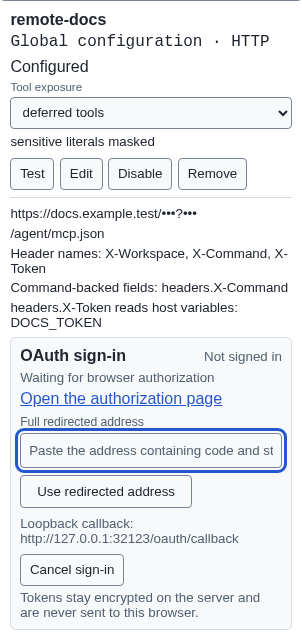 remote-docs
Global configuration · HTTP
Configured
Tool exposure
deferred tools
sensitive literals masked
Test Edit Disable Remove
https://docs.example.test/•••?•••
/agent/mcp.json
Header names: X-Workspace, X-Command, X-
Token
Command-backed fields: headers.X-Command
headers.X-Token reads host variables:
DOCS_TOKEN
OAuth sign-in Not signed in
Waiting for browser authorization
Open the authorization page
Full redirected address
Paste the address containing code and st
Use redirected address
Loopback callback:
http://127.0.0.1:32123/oauth/callback
Cancel sign-in
Tokens stay encrypted on the server and
are never sent to this browser.